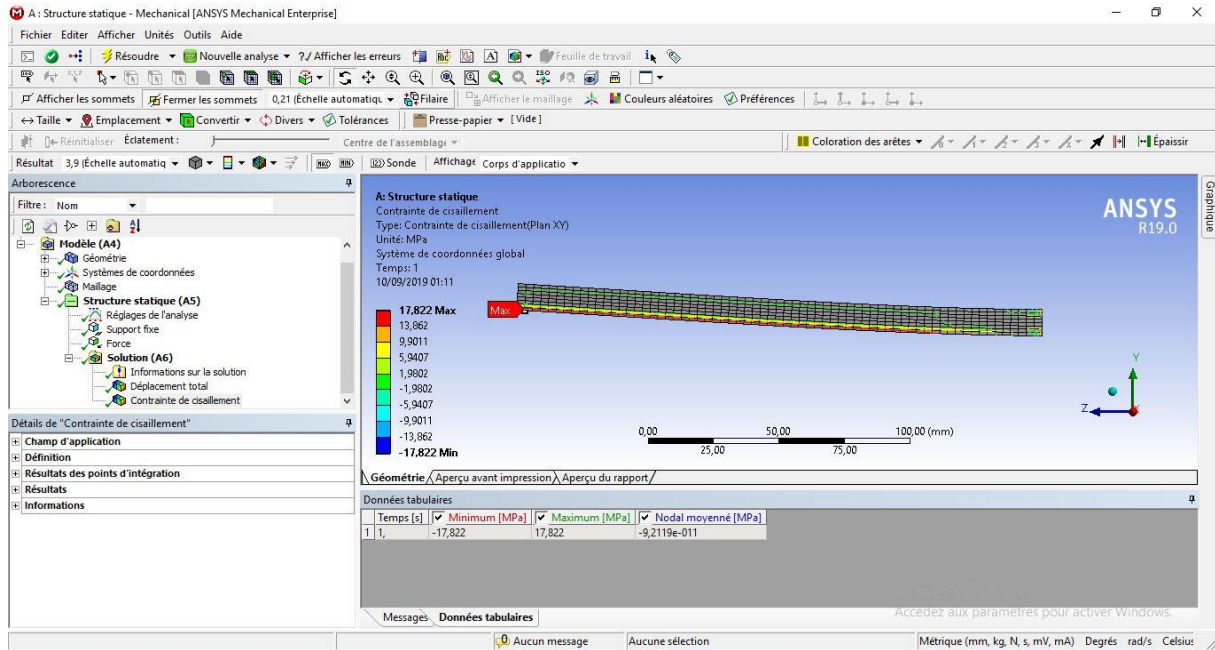 A : Structure statique - Mechanical [ANSYS Mechanical Enterprise]
Fichier Editer Afficher Unités Outils Aide
Résoudre Nouvelle analyse ?./ Afficher les erreurs A Feuille de travail
ISO
Afficher les sommets Fermer les sommets 0,21 (Échelle automatiqu Filaire Afficher le maillage Couleurs aléatoires Préférences
Taille Emplacement Convertir Divers Tolérances Presse-papier [Vide]
Réinitialiser Éclatement: Centre de l'assemblage Coloration des arêtes Épaissir
Résultat 3,9 (Échelle automatiq MAX MIN Sonde Affichage Corps d'applicatio
Arborescence
Filtre: Nom
Modèle (A4)
Géométrie
Systèmes de coordonnées
Maillage
Structure statique (A5)
Réglages de l'analyse
Support fixe
Force
Solution (A6)
Informations sur la solution
Déplacement total
Contrainte de cisaillement
Détails de "Contrainte de cisaillement"
Champ d'application
Définition
Résultats des points d'intégration
Résultats
Informations
A: Structure statique
Contrainte de cisaillement
Type: Contrainte de cisaillement(Plan XY)
Unité: MPa
Système de coordonnées global
Temps: 1
10/09/2019 01:11
17,822 Max
13,862
9,9011
5,9407
1,9802
-1,9802
-5,9407
-9,9011
-13,862
-17,822 Min
Max
ANSYS
R19.0
Y
Z
0,00 50,00 100,00 (mm)
25,00 75,00
Graphique
Géométrie Aperçu avant impression Aperçu du rapport
Données tabulaires
Temps [s] Minimum [MPa] Maximum [MPa] Nodal moyenné [MPa]
1 1, -17,822 17,822 -9,2119e-011
Activer Windows
Accédez aux paramètres pour activer Windows.
Messages Données tabulaires
Aucun message Aucune sélection Métrique (mm, kg, N, s, mV, mA) Degrés rad/s Celsius